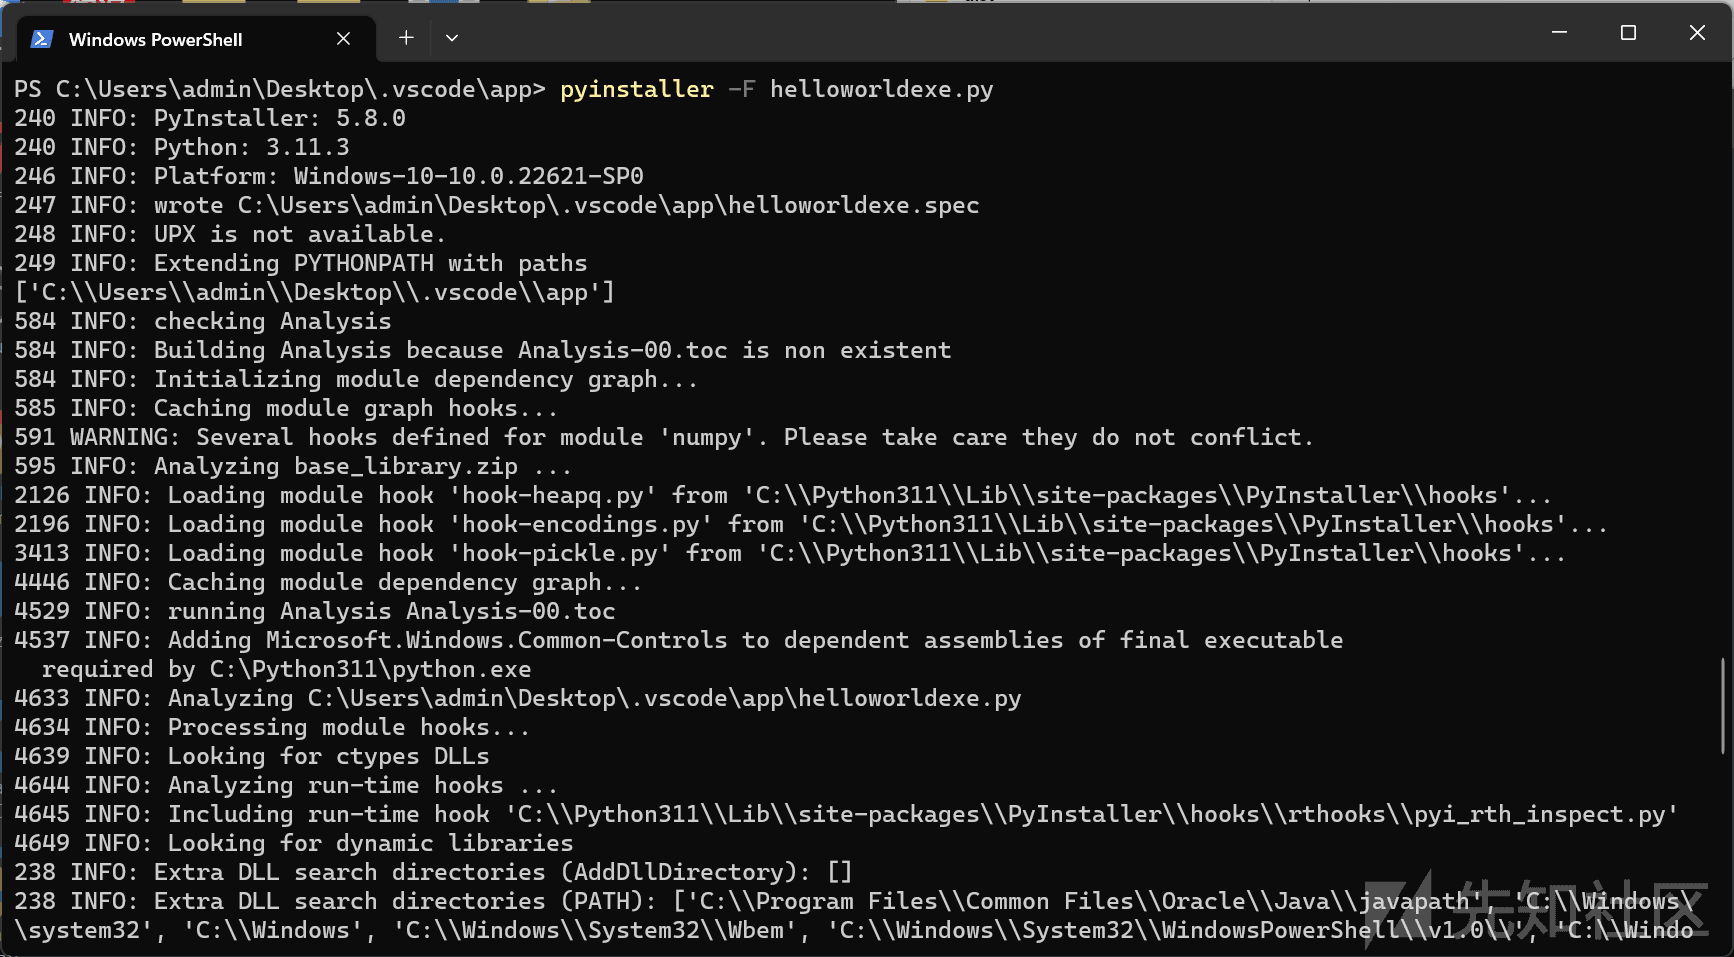 Windows PowerShell
PS C:\Users\admin\Desktop\.vscode\app> pyinstaller -F helloworldexe.py
240 INFO: PyInstaller: 5.8.0
240 INFO: Python: 3.11.3
246 INFO: Platform: Windows-10-10.0.22621-SP0
247 INFO: wrote C:\Users\admin\Desktop\.vscode\app\helloworldexe.spec
248 INFO: UPX is not available.
249 INFO: Extending PYTHONPATH with paths
['C:\\Users\\admin\\Desktop\\.vscode\\app']
584 INFO: checking Analysis
584 INFO: Building Analysis because Analysis-00.toc is non existent
584 INFO: Initializing module dependency graph...
585 INFO: Caching module graph hooks...
591 WARNING: Several hooks defined for module 'numpy'. Please take care they do not conflict.
595 INFO: Analyzing base_library.zip ...
2126 INFO: Loading module hook 'hook-heapq.py' from 'C:\\Python311\\Lib\\site-packages\\PyInstaller\\hooks'...
2196 INFO: Loading module hook 'hook-encodings.py' from 'C:\\Python311\\Lib\\site-packages\\PyInstaller\\hooks'...
3413 INFO: Loading module hook 'hook-pickle.py' from 'C:\\Python311\\Lib\\site-packages\\PyInstaller\\hooks'...
4446 INFO: Caching module dependency graph...
4529 INFO: running Analysis Analysis-00.toc
4537 INFO: Adding Microsoft.Windows.Common-Controls to dependent assemblies of final executable
  required by C:\Python311\python.exe
4633 INFO: Analyzing C:\Users\admin\Desktop\.vscode\app\helloworldexe.py
4634 INFO: Processing module hooks...
4639 INFO: Looking for ctypes DLLs
4644 INFO: Analyzing run-time hooks ...
4645 INFO: Including run-time hook 'C:\\Python311\\Lib\\site-packages\\PyInstaller\\hooks\\rthooks\\pyi_rth_inspect.py'
4649 INFO: Looking for dynamic libraries
238 INFO: Extra DLL search directories (AddDllDirectory): []
238 INFO: Extra DLL search directories (PATH): ['C:\\Program Files\\Common Files\\Oracle\\Java\\javapath', 'C:\\Windows\
\system32', 'C:\\Windows', 'C:\\Windows\\System32\\Wbem', 'C:\\Windows\\System32\\WindowsPowerShell\\v1.0\\', 'C:\\Windo
先知社区